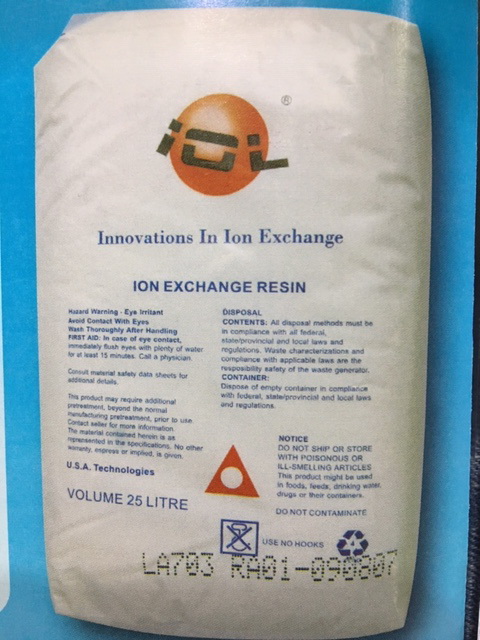 iOL ®
Innovations In Ion Exchange
ION EXCHANGE RESIN
Hazard Warning - Eye Irritant
Avoid Contact With Eyes
Wash Thoroughly After Handling
FIRST AID: In case of eye contact,
immediately flush eyes with plenty of water
for at least 15 minutes. Call a physician.
Consult material safety data sheets for
additional details.
This product may require additional
pretreatment, beyond the normal
manufacturing pretreatment, prior to use.
Contact seller for more information.
The material contained herein is as
represented in the specifications. No other
warranty, express or implied, is given.
U.S.A. Technologies
VOLUME 25 LITRE
DISPOSAL
CONTENTS: All disposal methods must be
in compliance with all federal,
state/provincial and local laws and
regulations. Waste characterizations and
compliance with applicable laws are the
resposibility safety of the waste generator.
CONTAINER:
Dispose of empty container in compliance
with federal, state/provincial and local laws
and regulations.
NOTICE
DO NOT SHIP OR STORE
WITH POISONOUS OR
ILL-SMELLING ARTICLES
This product might be used
in foods, feeds, drinking water,
drugs or their containers.
DO NOT CONTAMINATE
USE NO HOOKS
4
LA703 RA01-090807